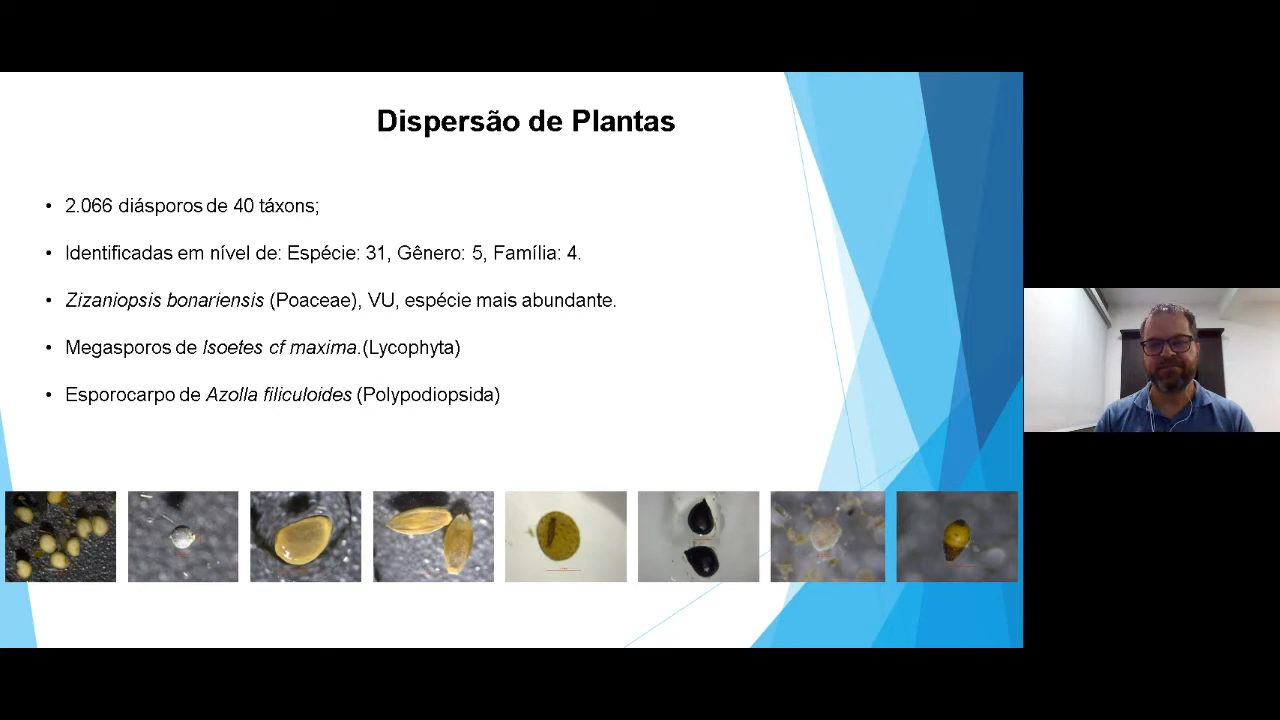 Dispersão de Plantas
• 2.066 diásporos de 40 táxons;
• Identificadas em nível de: Espécie: 31, Gênero: 5, Família: 4.
• Zizaniopsis bonariensis (Poaceae), VU, espécie mais abundante.
• Megasporos de Isoetes cf maxima.(Lycophyta)
• Esporocarpo de Azolla filiculoides (Polypodiopsida)